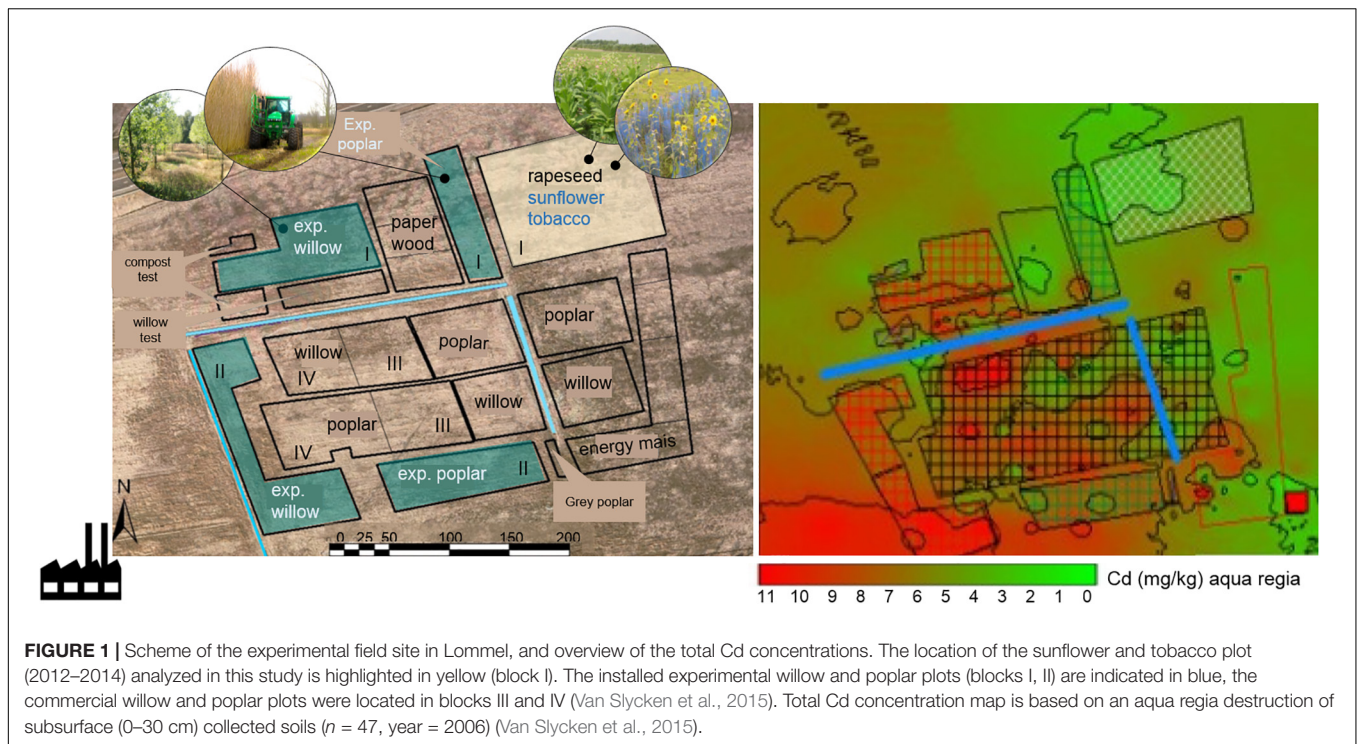 Exp.
poplar
rapeseed
sunflower
tobacco
I
exp.
willow
I
paper
wood
I
compost
test
willow
test
II
willow
IV
III
poplar
poplar
poplar
IV
III
willow
willow
energy mais
exp. poplar
II
exp.
willow
Grey poplar
N
0 25 50 100 150 200
Cd (mg/kg) aqua regia
11 10 9 8 7 6 5 4 3 2 1 0
FIGURE 1 | Scheme of the experimental field site in Lommel, and overview of the total Cd concentrations. The location of the sunflower and tobacco plot
(2012–2014) analyzed in this study is highlighted in yellow (block I). The installed experimental willow and poplar plots (blocks I, II) are indicated in blue, the
commercial willow and poplar plots were located in blocks III and IV (Van Slycken et al., 2015). Total Cd concentration map is based on an aqua regia destruction of
subsurface (0–30 cm) collected soils (n = 47, year = 2006) (Van Slycken et al., 2015).